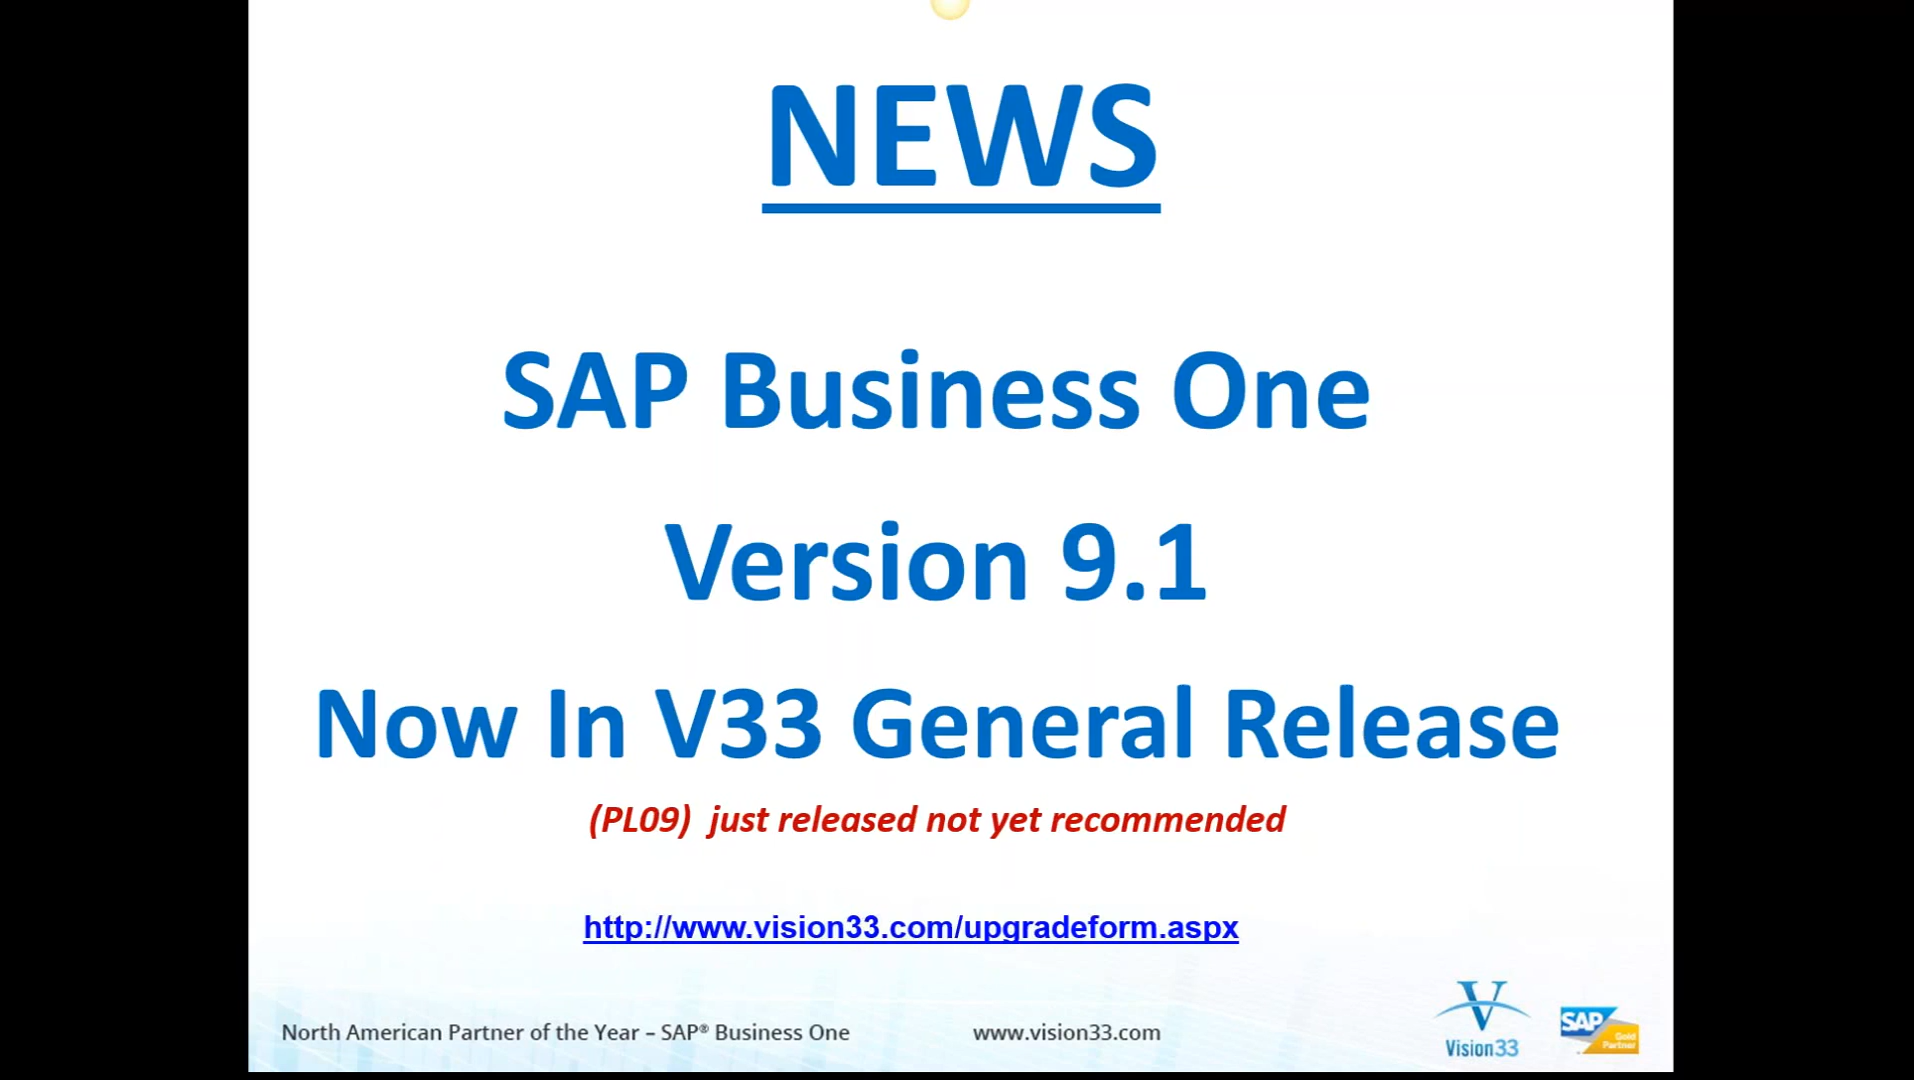 NEWS
SAP Business One
Version 9.1
Now In V33 General Release
(PL09) just released not yet recommended
http://www.vision33.com/upgradeform.aspx
North American Partner of the Year – SAP® Business One www.vision33.com
V
Vision33
SAP
Gold
Partner